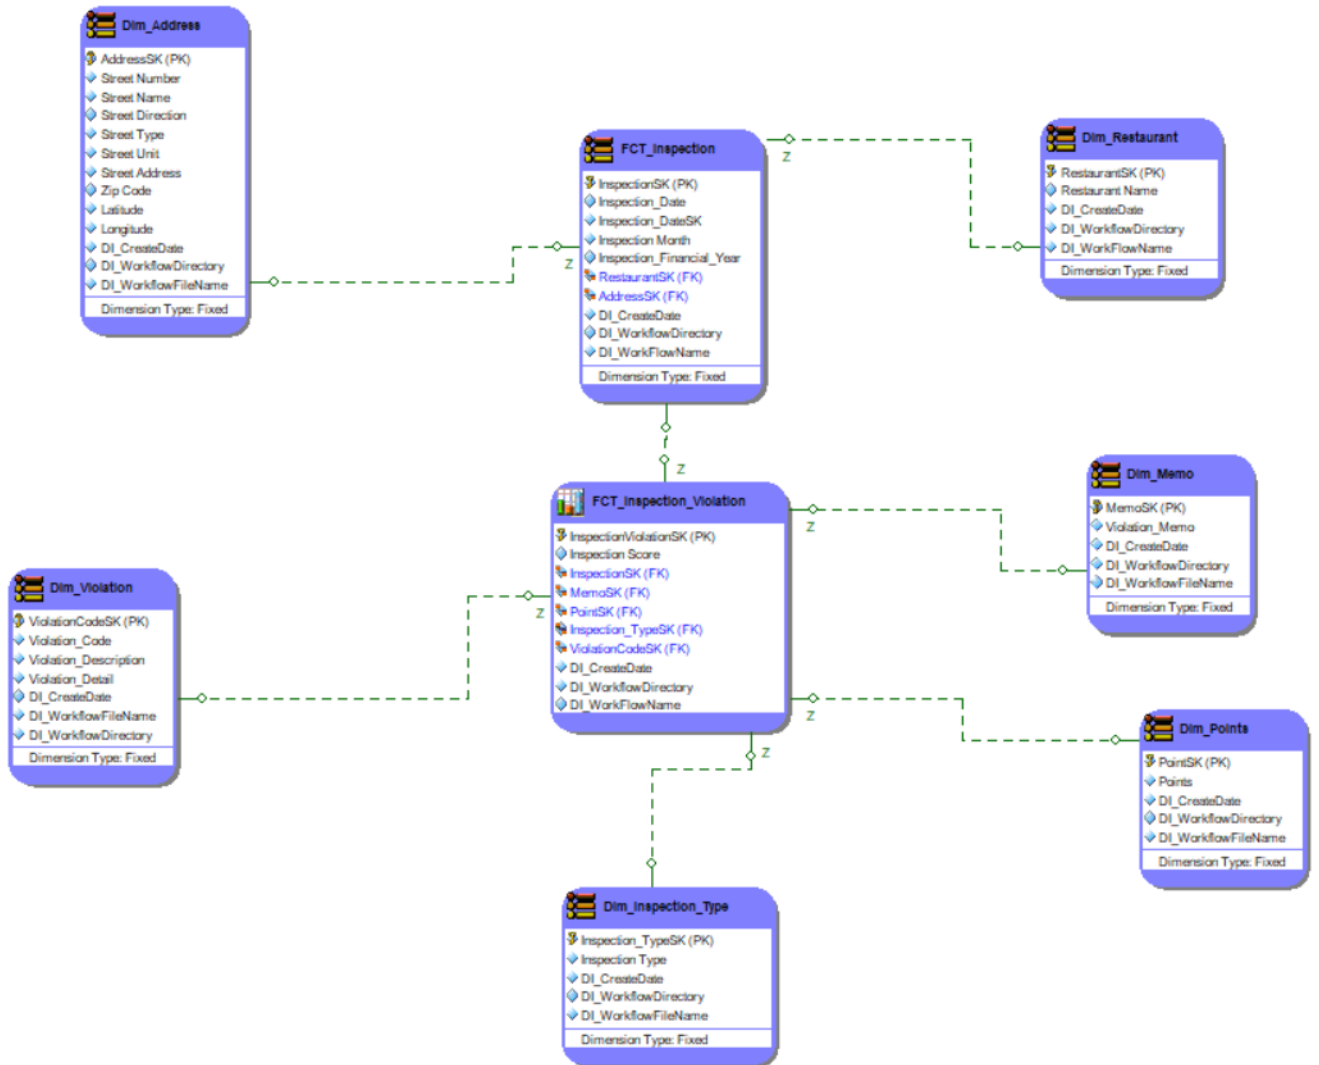 Dim_Address
AddressSK (PK)
Street Number
Street Name
Street Direction
Street Type
Street Unit
Street Address
Zip Code
Latitude
Longitude
DI_CreateDate
DI_WorkflowDirectory
DI_WorkflowFileName
Dimension Type: Fixed
FCT_Inspection
InspectionSK (PK)
Inspection_Date
Inspection_DateSK
Inspection Month
Inspection_Financial_Year
RestaurantSK (FK)
AddressSK (FK)
DI_CreateDate
DI_WorkflowDirectory
DI_WorkFlowName
Dimension Type: Fixed
Dim_Restaurant
RestaurantSK (PK)
Restaurant Name
DI_CreateDate
DI_WorkflowDirectory
DI_WorkFlowName
Dimension Type: Fixed
Z
Z
Z
FCT_Inspection_Violation
InspectionViolationSK (PK)
Inspection Score
InspectionSK (FK)
MemoSK (FK)
PointSK (FK)
Inspection_TypeSK (FK)
ViolationCodeSK (FK)
DI_CreateDate
DI_WorkflowDirectory
DI_WorkFlowName
Z
Z
Z
Z
Dim_Memo
MemoSK (PK)
Violation_Memo
DI_CreateDate
DI_WorkflowDirectory
DI_WorkflowFileName
Dimension Type: Fixed
Dim_Violation
ViolationCodeSK (PK)
Violation_Code
Violation_Description
Violation_Detail
DI_CreateDate
DI_WorkflowFileName
DI_WorkflowDirectory
Dimension Type: Fixed
Dim_Points
PointSK (PK)
Points
DI_CreateDate
DI_WorkflowDirectory
DI_WorkflowFileName
Dimension Type: Fixed
Dim_Inspection_Type
Inspection_TypeSK (PK)
Inspection Type
DI_CreateDate
DI_WorkflowDirectory
DI_WorkflowFileName
Dimension Type: Fixed